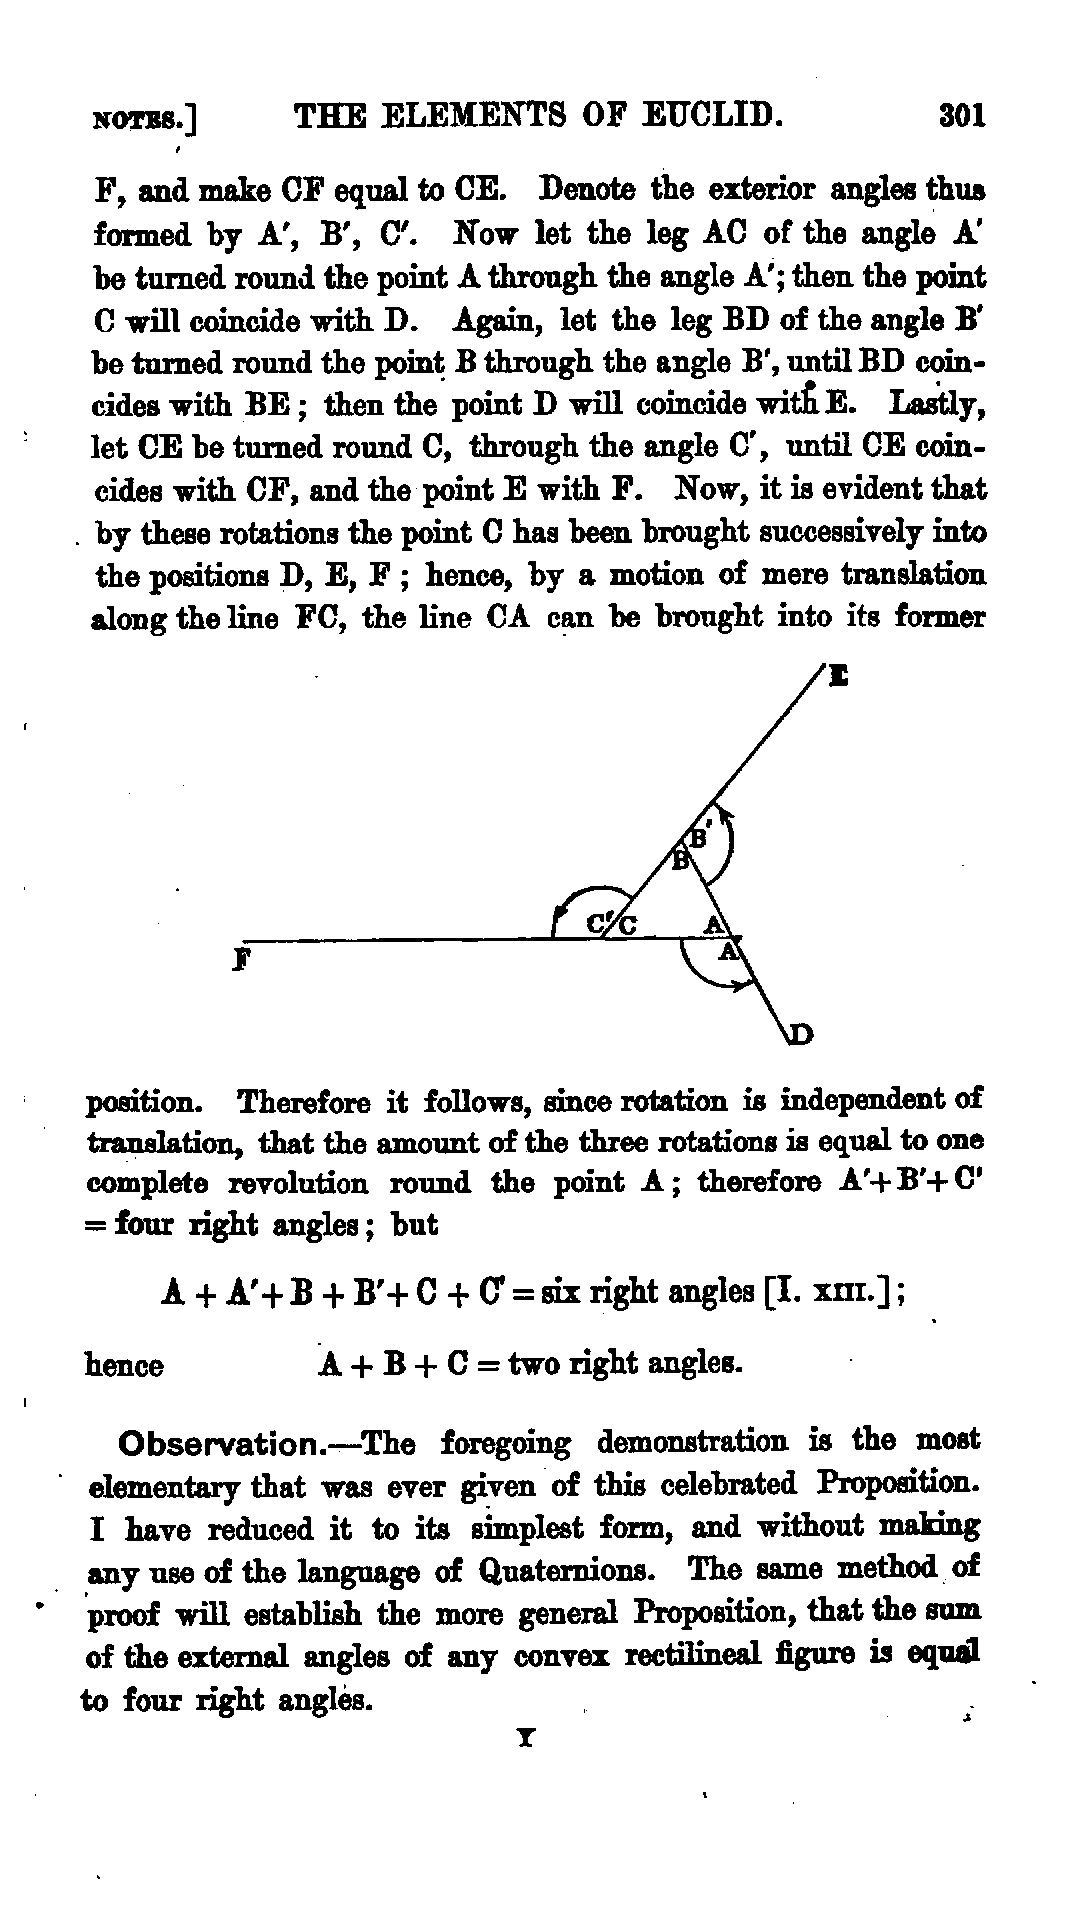 NOTES.] THE ELEMENTS OF EUCLID. 301
F, and make CF equal to CE. Denote the exterior angles thus
formed by A′, B′, C′. Now let the leg AC of the angle A′
be turned round the point A through the angle A′; then the point
C will coincide with D. Again, let the leg BD of the angle B′
be turned round the point B through the angle B′, until BD coin-
cides with BE; then the point D will coincide with E. Lastly,
let CE be turned round C, through the angle C′, until CE coin-
cides with CF, and the point E with F. Now, it is evident that
by these rotations the point C has been brought successively into
the positions D, E, F; hence, by a motion of mere translation
along the line FC, the line CA can be brought into its former
E
B′
B
C′ C A
F A
D
position. Therefore it follows, since rotation is independent of
translation, that the amount of the three rotations is equal to one
complete revolution round the point A; therefore A′+B′+C′
= four right angles; but
A + A′+B + B′+C + C′ = six right angles [I. XIII.];
hence A + B + C = two right angles.
Observation.—The foregoing demonstration is the most
elementary that was ever given of this celebrated Proposition.
I have reduced it to its simplest form, and without making
any use of the language of Quaternions. The same method of
proof will establish the more general Proposition, that the sum
of the external angles of any convex rectilineal figure is equal
to four right angles.
Y